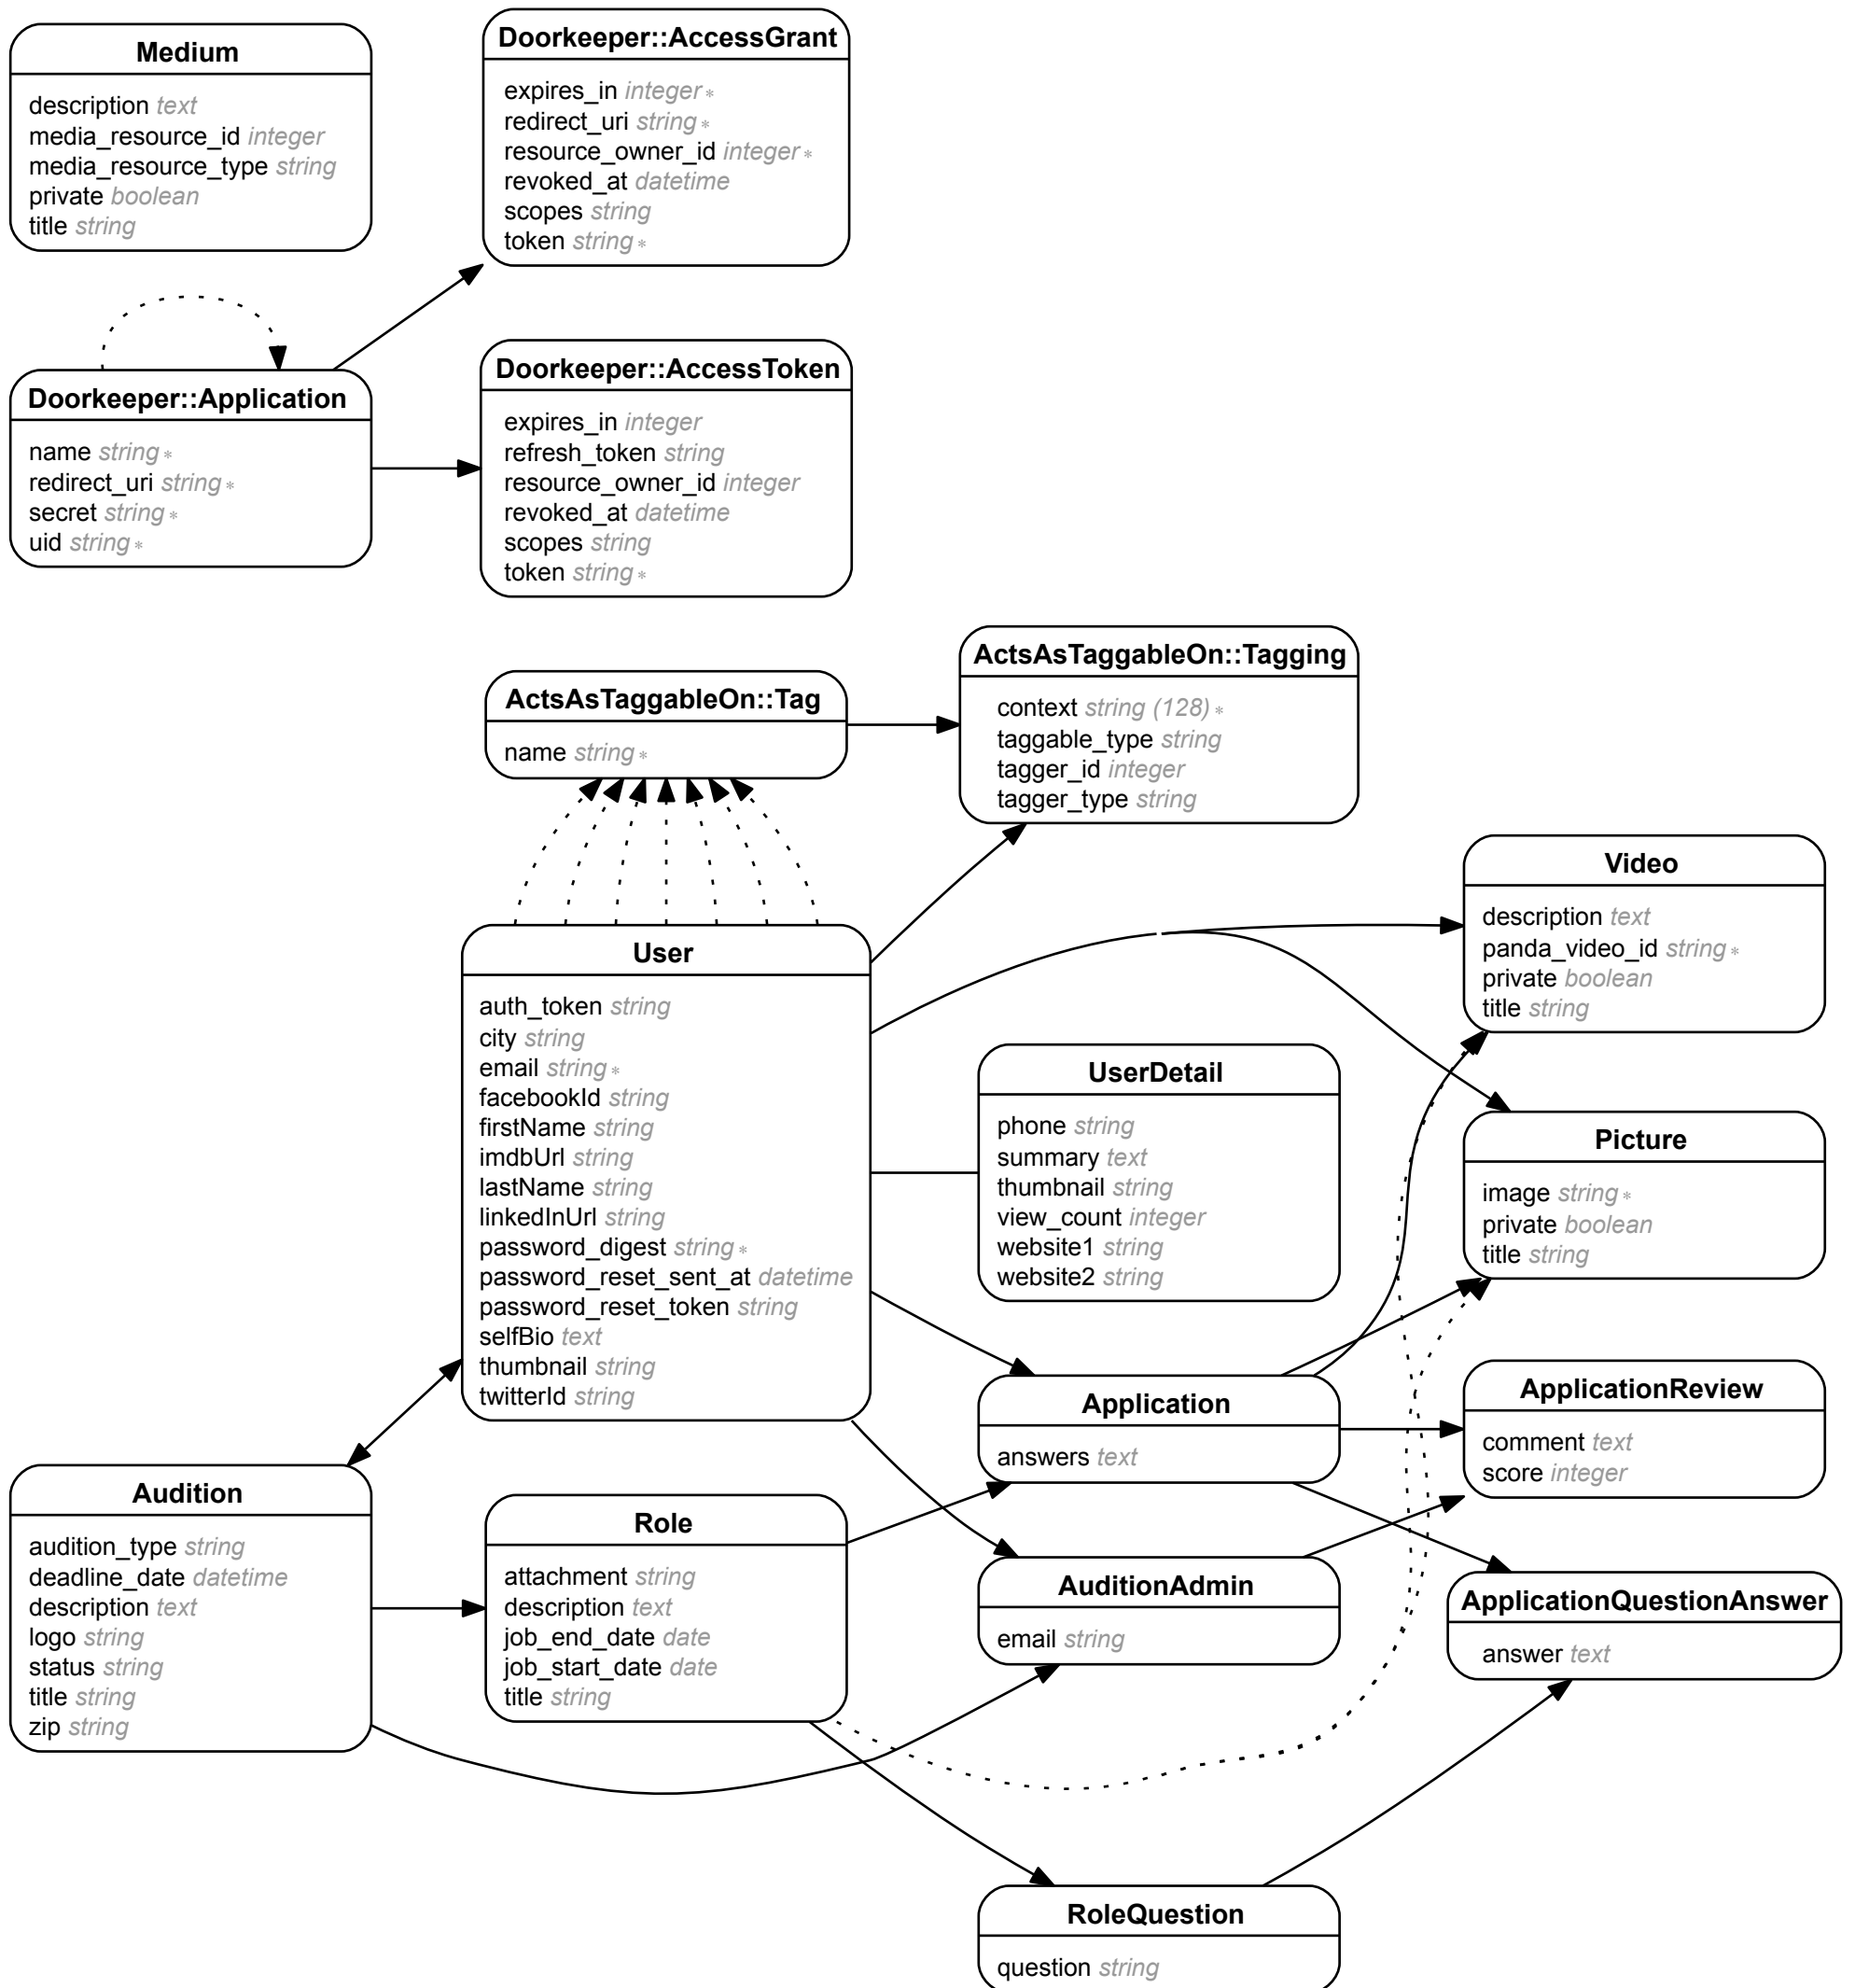 Medium
description text
media_resource_id integer
media_resource_type string
private boolean
title string
Doorkeeper::AccessGrant
expires_in integer *
redirect_uri string *
resource_owner_id integer *
revoked_at datetime
scopes string
token string *
Doorkeeper::Application
name string *
redirect_uri string *
secret string *
uid string *
Doorkeeper::AccessToken
expires_in integer
refresh_token string
resource_owner_id integer
revoked_at datetime
scopes string
token string *
ActsAsTaggableOn::Tag
name string *
ActsAsTaggableOn::Tagging
context string (128) *
taggable_type string
tagger_id integer
tagger_type string
Video
description text
panda_video_id string *
private boolean
title string
User
auth_token string
city string
email string *
facebookId string
firstName string
imdbUrl string
lastName string
linkedInUrl string
password_digest string *
password_reset_sent_at datetime
password_reset_token string
selfBio text
thumbnail string
twitterId string
UserDetail
phone string
summary text
thumbnail string
view_count integer
website1 string
website2 string
Picture
image string *
private boolean
title string
Application
answers text
ApplicationReview
comment text
score integer
Audition
audition_type string
deadline_date datetime
description text
logo string
status string
title string
zip string
Role
attachment string
description text
job_end_date date
job_start_date date
title string
AuditionAdmin
email string
ApplicationQuestionAnswer
answer text
RoleQuestion
question string